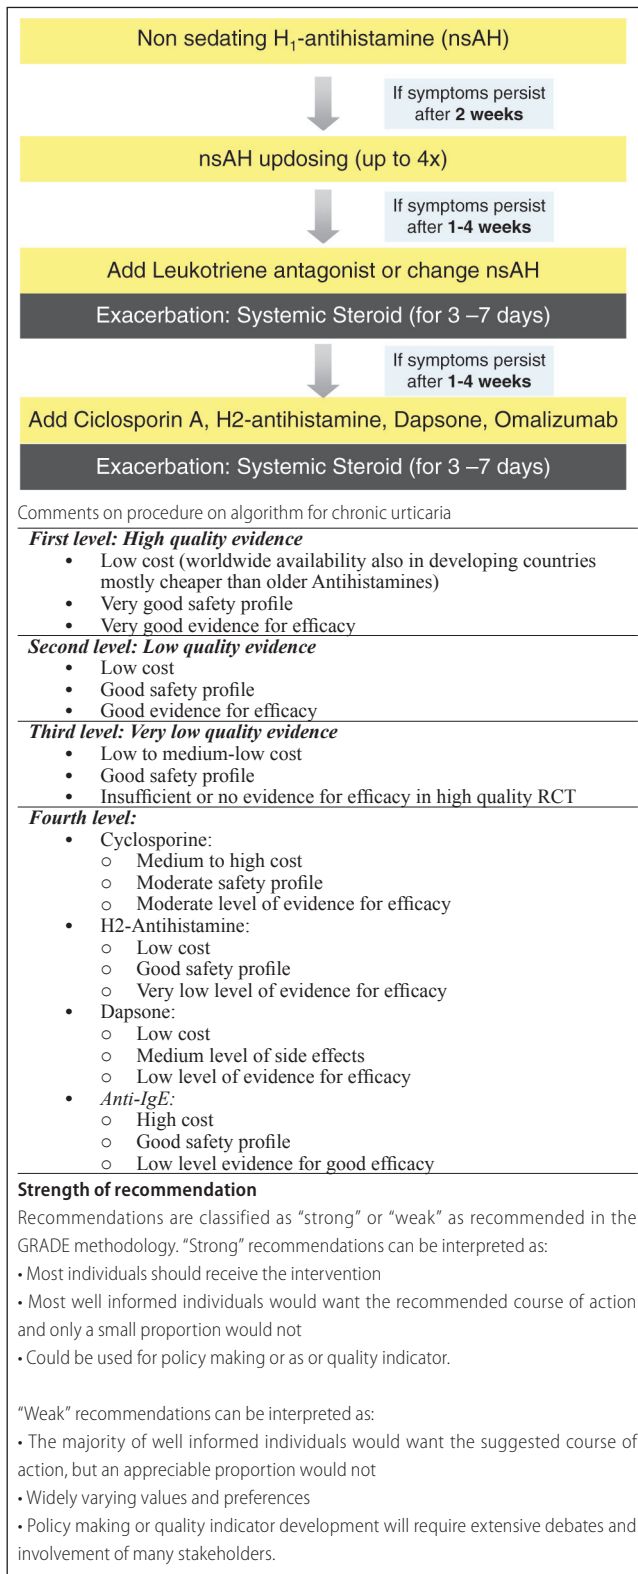 Non sedating H₁-antihistamine (nsAH)
If symptoms persist
after 2 weeks
nsAH updosing (up to 4x)
If symptoms persist
after 1-4 weeks
Add Leukotriene antagonist or change nsAH
Exacerbation: Systemic Steroid (for 3 –7 days)
If symptoms persist
after 1-4 weeks
Add Ciclosporin A, H2-antihistamine, Dapsone, Omalizumab
Exacerbation: Systemic Steroid (for 3 –7 days)
Comments on procedure on algorithm for chronic urticaria
First level: High quality evidence
• Low cost (worldwide availability also in developing countries
mostly cheaper than older Antihistamines)
• Very good safety profile
• Very good evidence for efficacy
Second level: Low quality evidence
• Low cost
• Good safety profile
• Good evidence for efficacy
Third level: Very low quality evidence
• Low to medium-low cost
• Good safety profile
• Insufficient or no evidence for efficacy in high quality RCT
Fourth level:
• Cyclosporine:
o Medium to high cost
o Moderate safety profile
o Moderate level of evidence for efficacy
• H2-Antihistamine:
o Low cost
o Good safety profile
o Very low level of evidence for efficacy
• Dapsone:
o Low cost
o Medium level of side effects
o Low level of evidence for efficacy
• Anti-IgE:
o High cost
o Good safety profile
o Low level evidence for good efficacy
Strength of recommendation
Recommendations are classified as “strong” or “weak” as recommended in the
GRADE methodology. “Strong” recommendations can be interpreted as:
• Most individuals should receive the intervention
• Most well informed individuals would want the recommended course of action
and only a small proportion would not
• Could be used for policy making or as or quality indicator.
“Weak” recommendations can be interpreted as:
• The majority of well informed individuals would want the suggested course of
action, but an appreciable proportion would not
• Widely varying values and preferences
• Policy making or quality indicator development will require extensive debates and
involvement of many stakeholders.